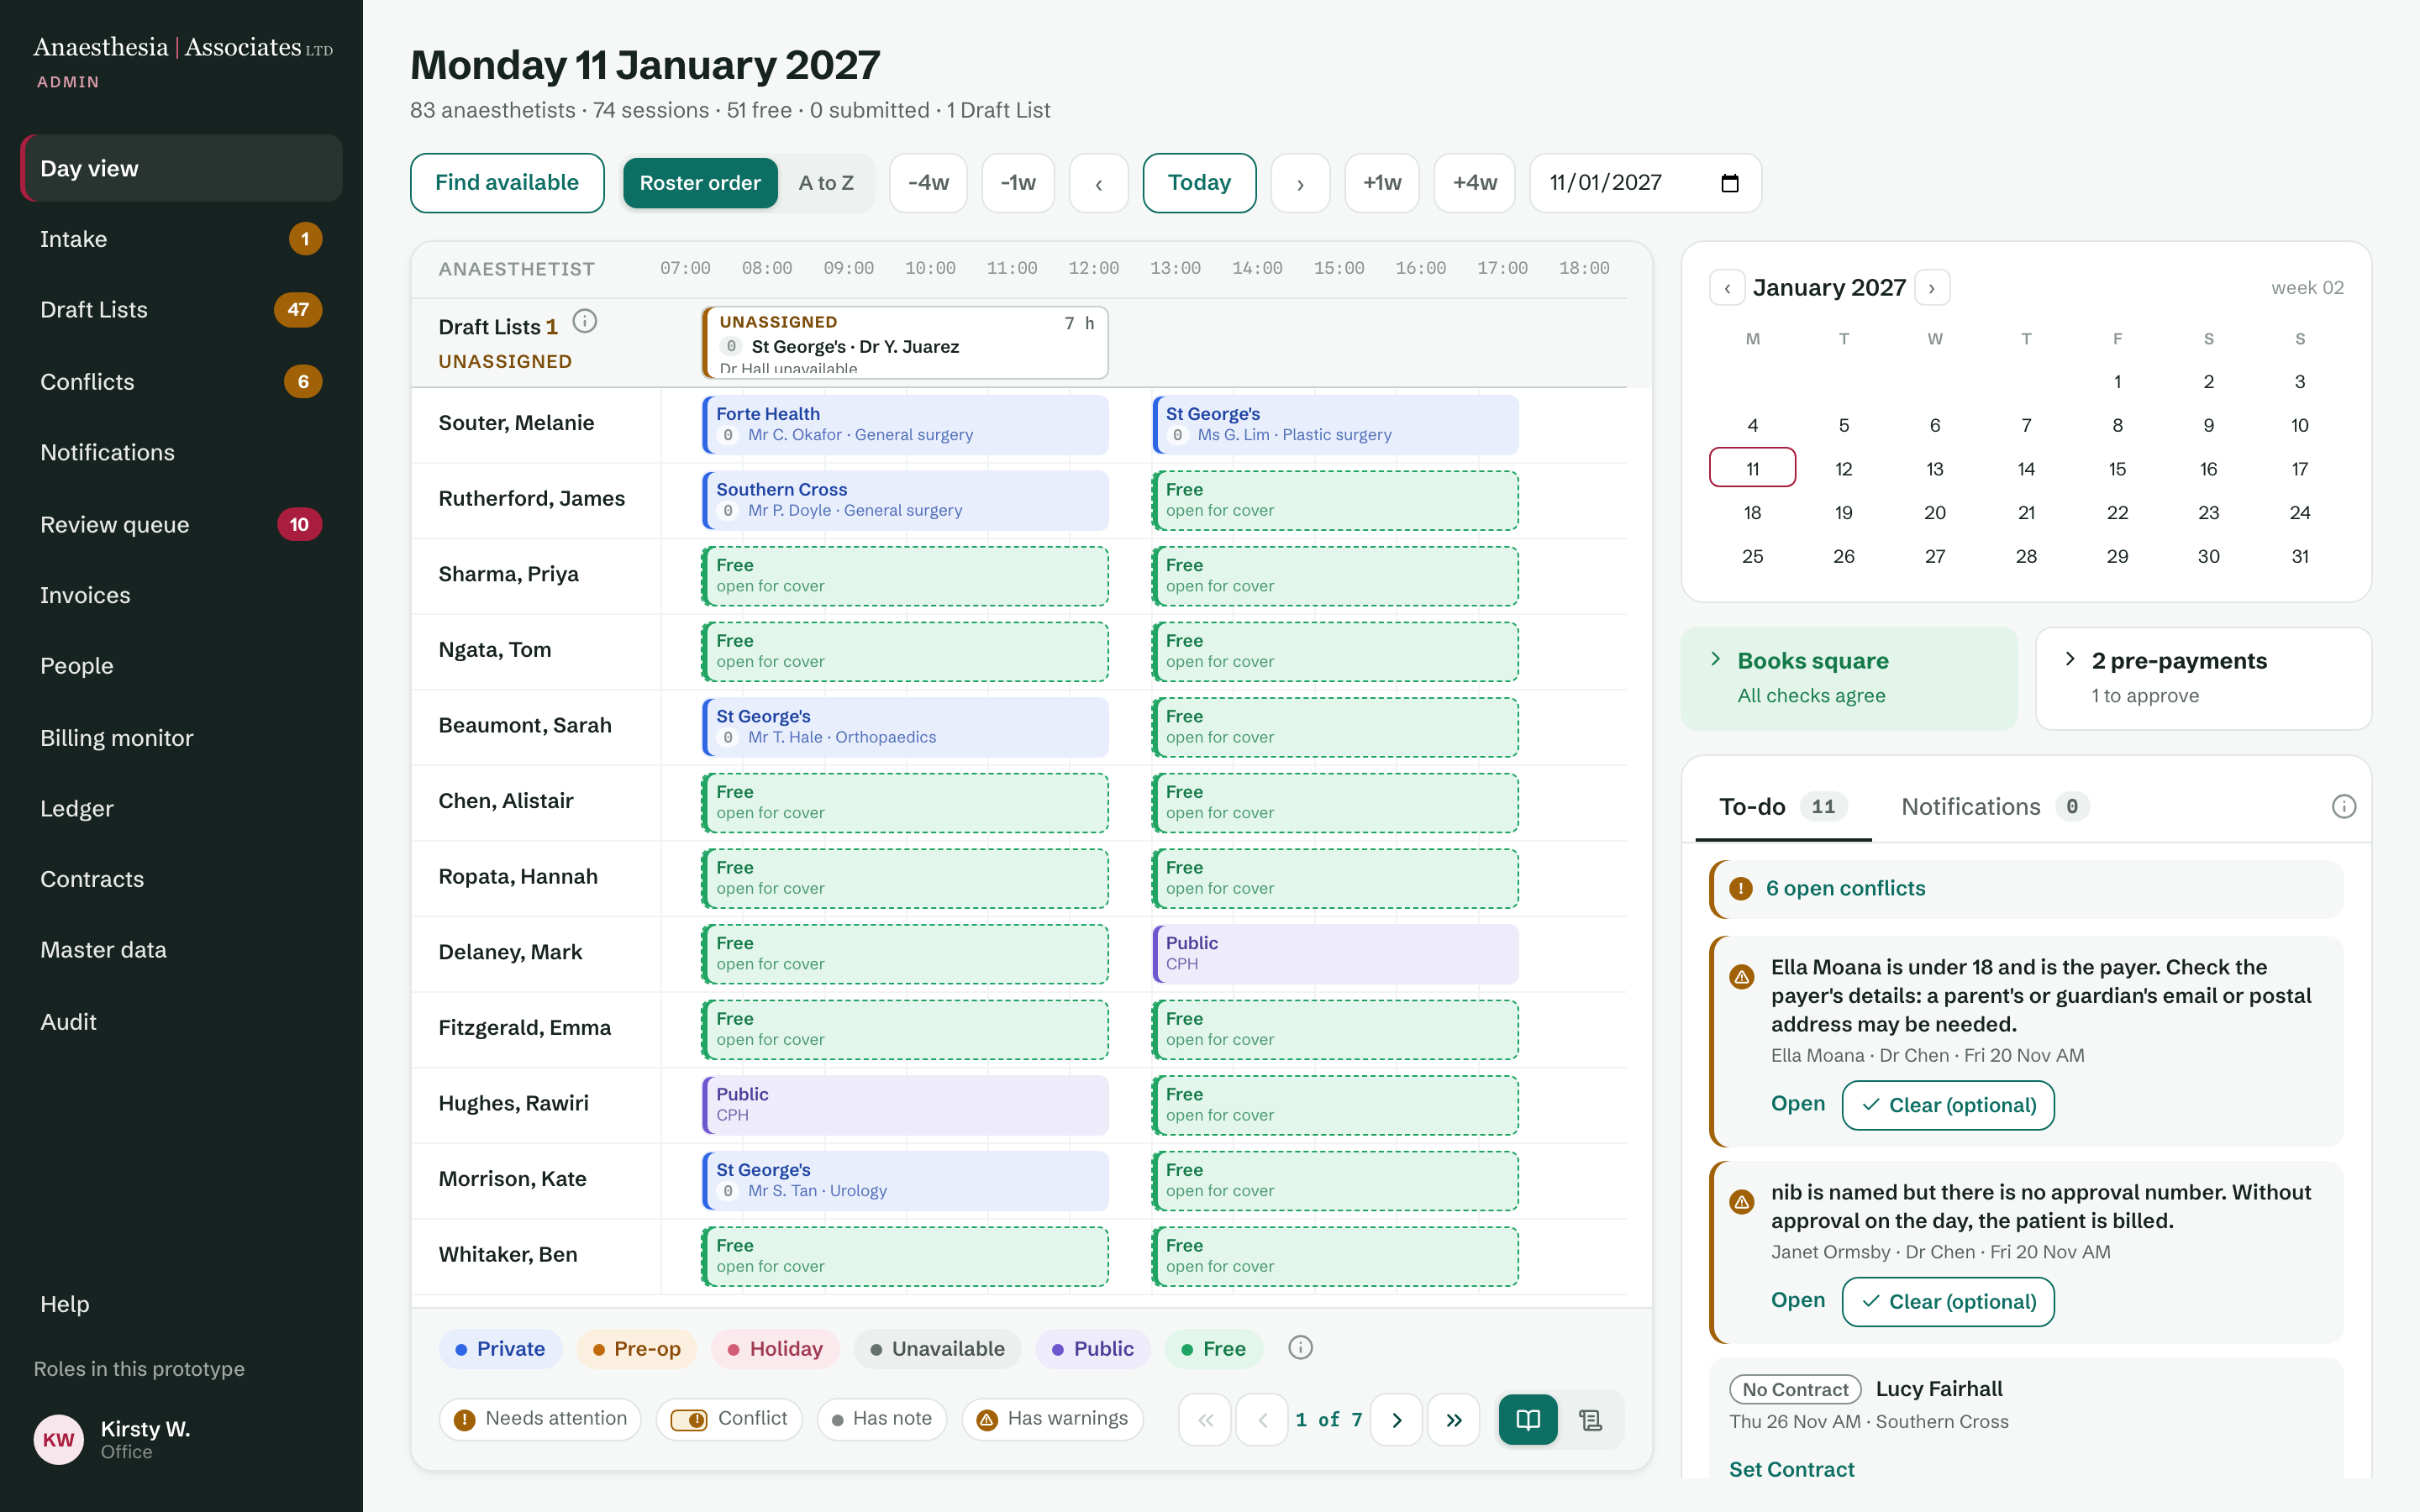 Anaesthesia | Associates LTD
ADMIN
Day view
Intake 1
Draft Lists 47
Conflicts 6
Notifications
Review queue 10
Invoices
People
Billing monitor
Ledger
Contracts
Master data
Audit
Help
Roles in this prototype
KW Kirsty W.
Office
Monday 11 January 2027
83 anaesthetists · 74 sessions · 51 free · 0 submitted · 1 Draft List
Find available Roster order A to Z -4w -1w ‹ Today › +1w +4w 11/01/2027
ANAESTHETIST 07:00 08:00 09:00 10:00 11:00 12:00 13:00 14:00 15:00 16:00 17:00 18:00
Draft Lists 1
UNASSIGNED
UNASSIGNED 7 h
0 St George's · Dr Y. Juarez
Dr Hall unavailable
Souter, Melanie
Forte Health
0 Mr C. Okafor · General surgery
St George's
0 Ms G. Lim · Plastic surgery
Rutherford, James
Southern Cross
0 Mr P. Doyle · General surgery
Free
open for cover
Sharma, Priya
Free
open for cover
Free
open for cover
Ngata, Tom
Free
open for cover
Free
open for cover
Beaumont, Sarah
St George's
0 Mr T. Hale · Orthopaedics
Free
open for cover
Chen, Alistair
Free
open for cover
Free
open for cover
Ropata, Hannah
Free
open for cover
Free
open for cover
Delaney, Mark
Free
open for cover
Public
CPH
Fitzgerald, Emma
Free
open for cover
Free
open for cover
Hughes, Rawiri
Public
CPH
Free
open for cover
Morrison, Kate
St George's
0 Mr S. Tan · Urology
Free
open for cover
Whitaker, Ben
Free
open for cover
Free
open for cover
Private Pre-op Holiday Unavailable Public Free
Needs attention Conflict Has note Has warnings « ‹ 1 of 7 › »
‹ January 2027 › week 02
M T W T F S S
1 2 3
4 5 6 7 8 9 10
11 12 13 14 15 16 17
18 19 20 21 22 23 24
25 26 27 28 29 30 31
Books square
All checks agree
2 pre-payments
1 to approve
To-do 11 Notifications 0
6 open conflicts
Ella Moana is under 18 and is the payer. Check the
payer's details: a parent's or guardian's email or postal
address may be needed.
Ella Moana · Dr Chen · Fri 20 Nov AM
Open Clear (optional)
nib is named but there is no approval number. Without
approval on the day, the patient is billed.
Janet Ormsby · Dr Chen · Fri 20 Nov AM
Open Clear (optional)
No Contract Lucy Fairhall
Thu 26 Nov AM · Southern Cross
Set Contract